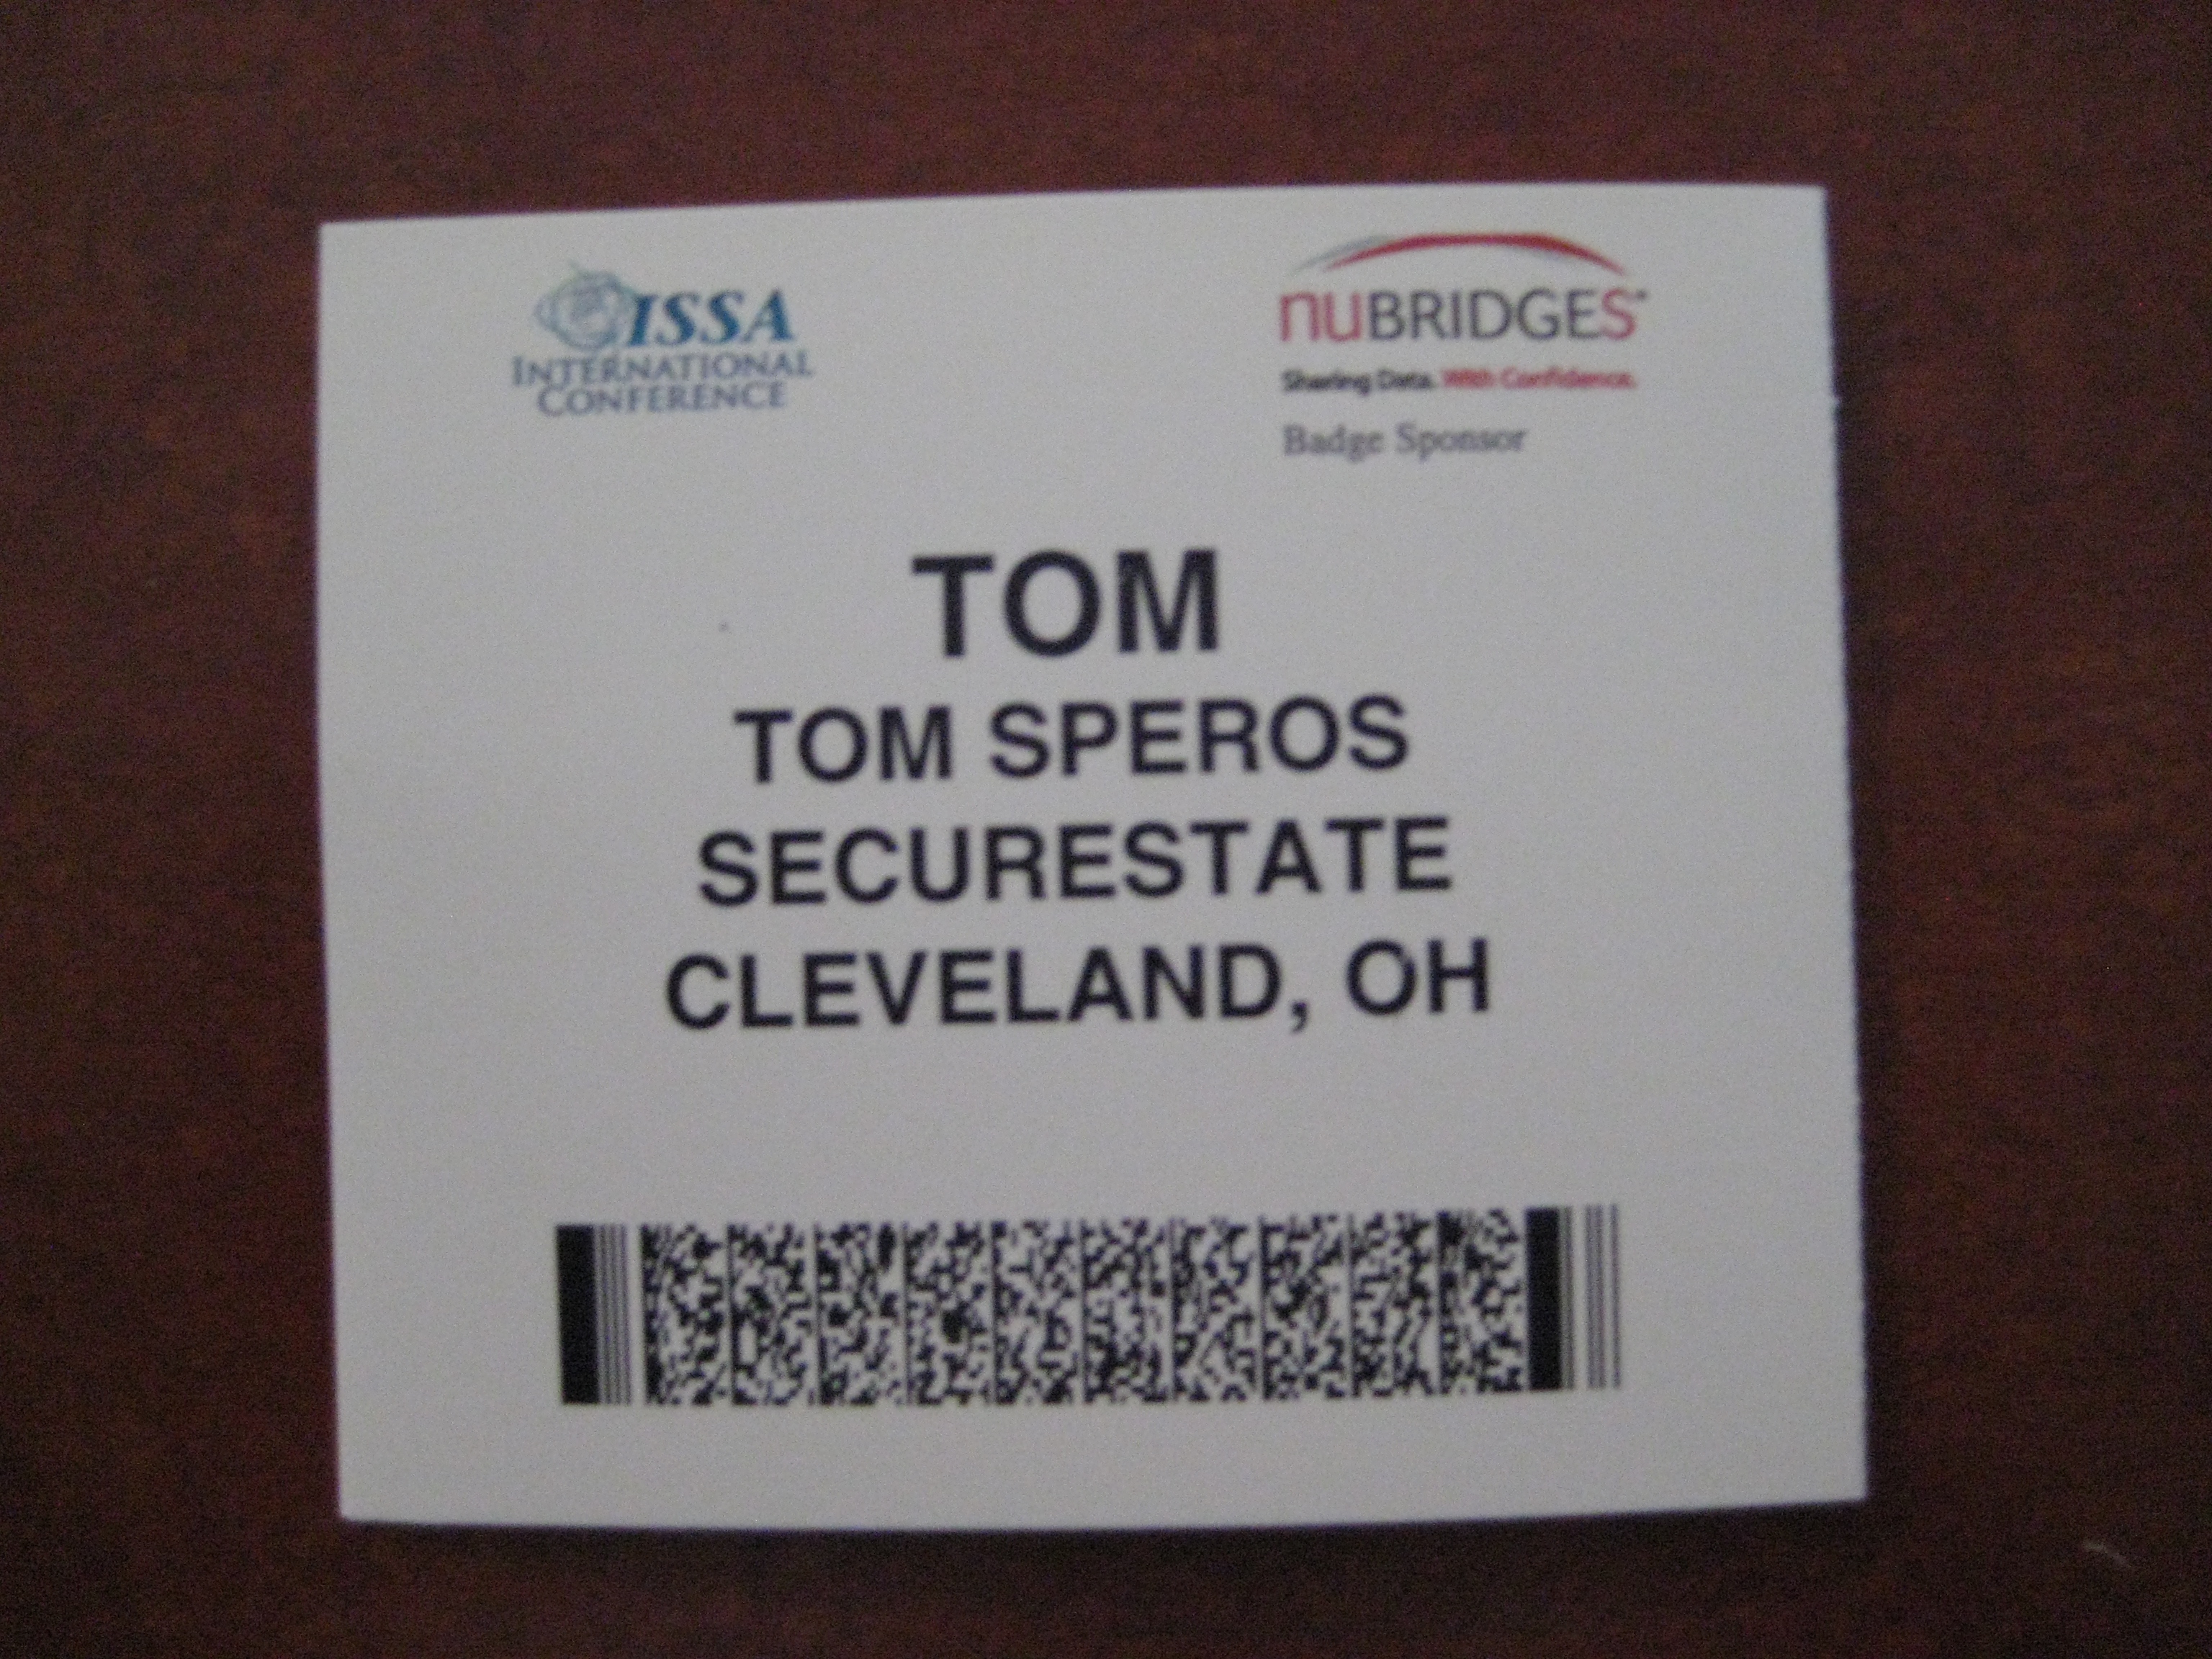 ISSA
INTERNATIONAL
CONFERENCE
nuBRIDGES
Sharing Data. With Confidence.
Badge Sponsor
TOM
TOM SPEROS
SECURESTATE
CLEVELAND, OH